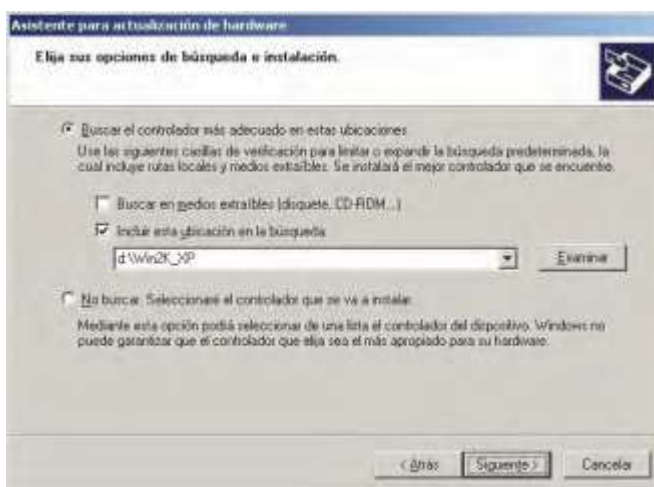 Asistente para actualización de hardware
Elija sus opciones de búsqueda e instalación.
Buscar el controlador más adecuado en estas ubicaciones
Use las siguientes casillas de verificación para limitar o expandir la búsqueda predeterminada, la
cual incluye rutas locales y medios extraíbles. Se instalará el mejor controlador que se encuentre.
Buscar en medios extraíbles (disquete, CD-ROM...)
Incluir esta ubicación en la búsqueda
d:\Win2K_XP
Examinar
No buscar. Seleccionaré el controlador que se va a instalar.
Mediante esta opción podrá seleccionar de una lista el controlador del dispositivo. Windows no
puede garantizar que el controlador que elija sea el más apropiado para su hardware.
< Atrás
Siguiente >
Cancelar